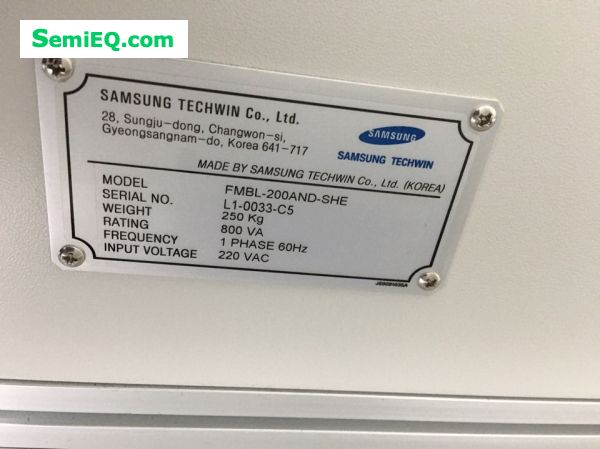 SemiEQ.com
SAMSUNG TECHWIN Co., Ltd.
28, Sungju-dong, Changwon-si,
Gyeongsangnam-do, Korea 641-717
SAMSUNG
SAMSUNG TECHWIN
MADE BY SAMSUNG TECHWIN Co., Ltd. (KOREA)
MODEL FMBL-200AND-SHE
SERIAL NO. L1-0033-C5
WEIGHT 250 Kg
RATING 800 VA
FREQUENCY 1 PHASE 60Hz
INPUT VOLTAGE 220 VAC